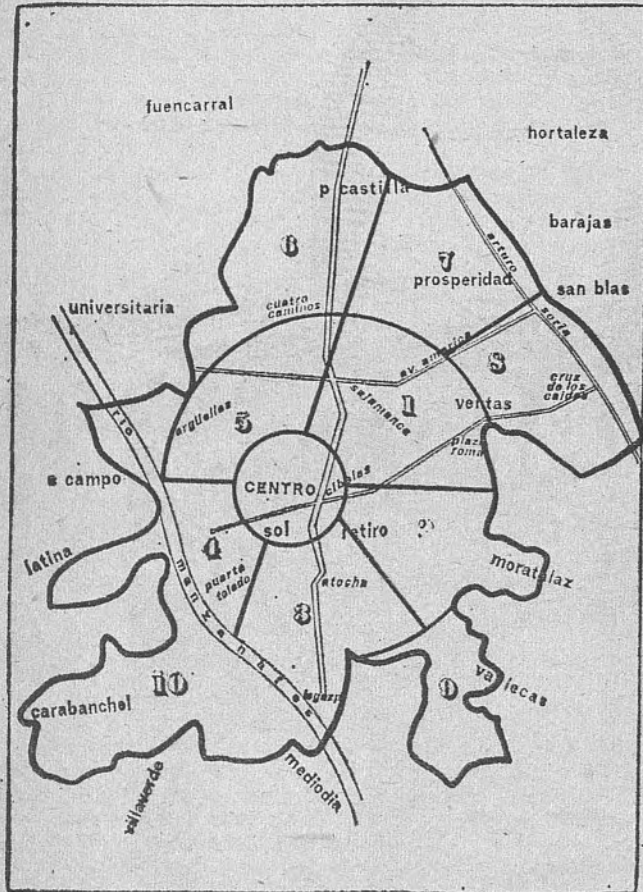 fuencarral
hortaleza
p castilla
barajas
6
7
arturo
prosperidad
san blas
universitaria
cuatro
caminos
soria
av. america
8
cruz
de los
caidos
rio
salamanca
1
ventas
argüelles
5
plaza
roma
e campo
CENTRO
cibeles
sol
retiro
2
4
latina
puerta
toledo
atocha
moratalaz
manzanares
3
vallecas
10
9
legazpi
carabanchel
mediodia
villaverde